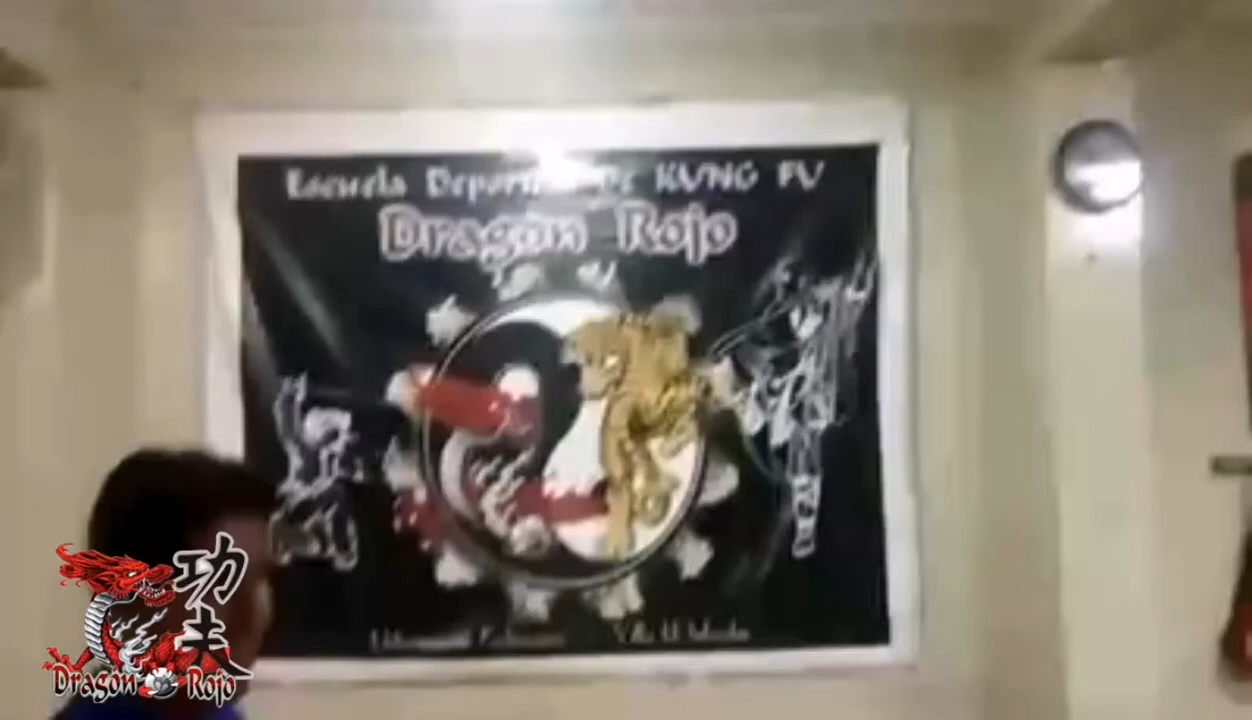 Escuela Deportiva De KUNG FU
Dragon Rojo
功
夫
Dragon Rojo